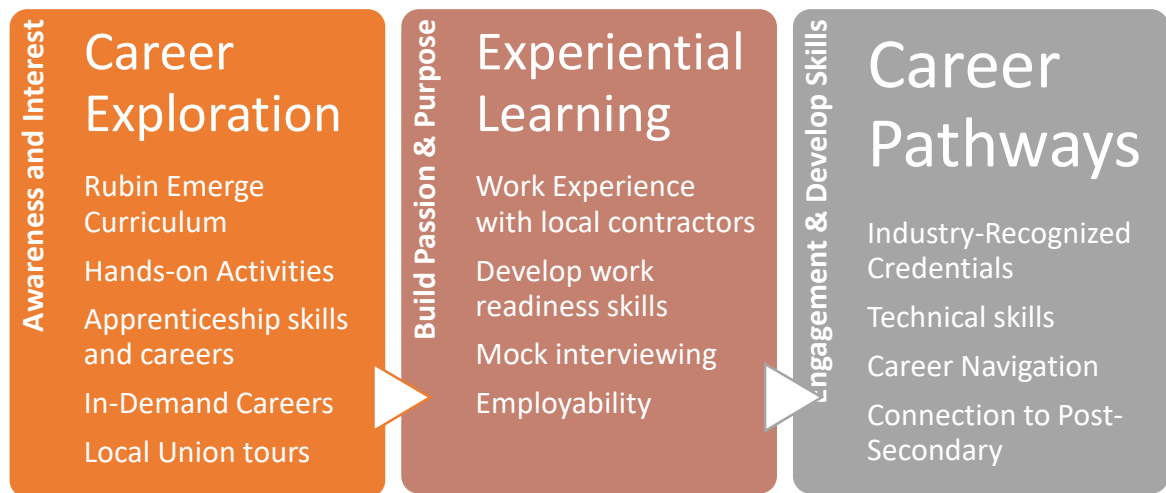 Awareness and Interest
Career
Exploration
Rubin Emerge
Curriculum
Hands-on Activities
Apprenticeship skills
and careers
In-Demand Careers
Local Union tours
Build Passion & Purpose
Experiential
Learning
Work Experience
with local contractors
Develop work
readiness skills
Mock interviewing
Employability
Engagement & Develop Skills
Career
Pathways
Industry-Recognized
Credentials
Technical skills
Career Navigation
Connection to Post-
Secondary